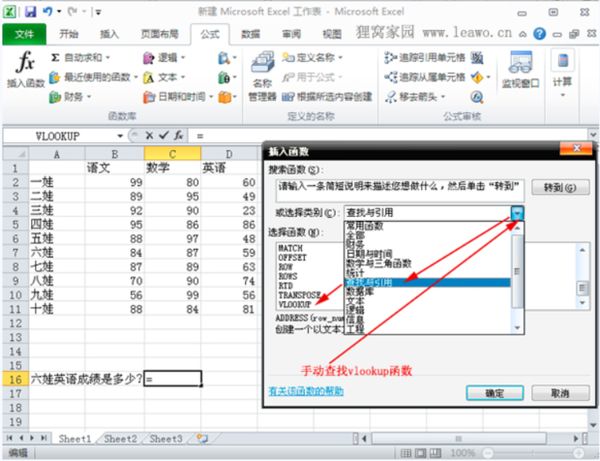 新建 Microsoft Excel 工作表 - Microsoft Excel
狸窝家园 www.leawo.cn
文件 开始 插入 页面布局 公式 数据 审阅 视图
fx 插入函数
Σ 自动求和 逻辑
最近使用的函数 文本
财务 日期和时间
函数库
名称管理器
定义名称
用于公式
根据所选内容创建
定义的名称
追踪引用单元格
追踪从属单元格
移去箭头
公式审核
监视窗口
计算
VLOOKUP fx =
A B C D
1 语文 数学 英语
2 一娃 99 80 60
3 二娃 89 95 49
4 三娃 92 90 23
5 四娃 95 86 86
6 五娃 88 97 48
7 六娃 84 87 59
8 七娃 87 89 63
9 八娃 70 90 74
10 九娃 56 99 56
11 十娃 88 84 81
12
13
14
15
16 六娃英语成绩是多少?=
17
18
19
插入函数
搜索函数(S):
请输入一条简短说明来描述您想做什么，然后单击“转到”
转到(G)
或选择类别(C): 查找与引用
常用函数
全部
财务
日期与时间
数学与三角函数
统计
查找与引用
数据库
文本
逻辑
信息
工程
选择函数(N):
MATCH
OFFSET
ROW
ROWS
RTD
TRANSPOSE
VLOOKUP
ADDRESS(row_num
创建一个以文本
手动查找vlookup函数
有关该函数的帮助
确定 取消
Sheet1 Sheet2 Sheet3
编辑 100%